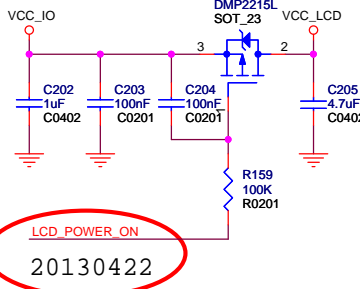 DMP2215L
SOT_23
VCC_IO
VCC_LCD
3
2
1
C202
1uF
C0402
C203
100nF
C0201
C204
100nF
C0201
C205
4.7uF
C0402
R159
100K
R0201
LCD_POWER_ON
20130422